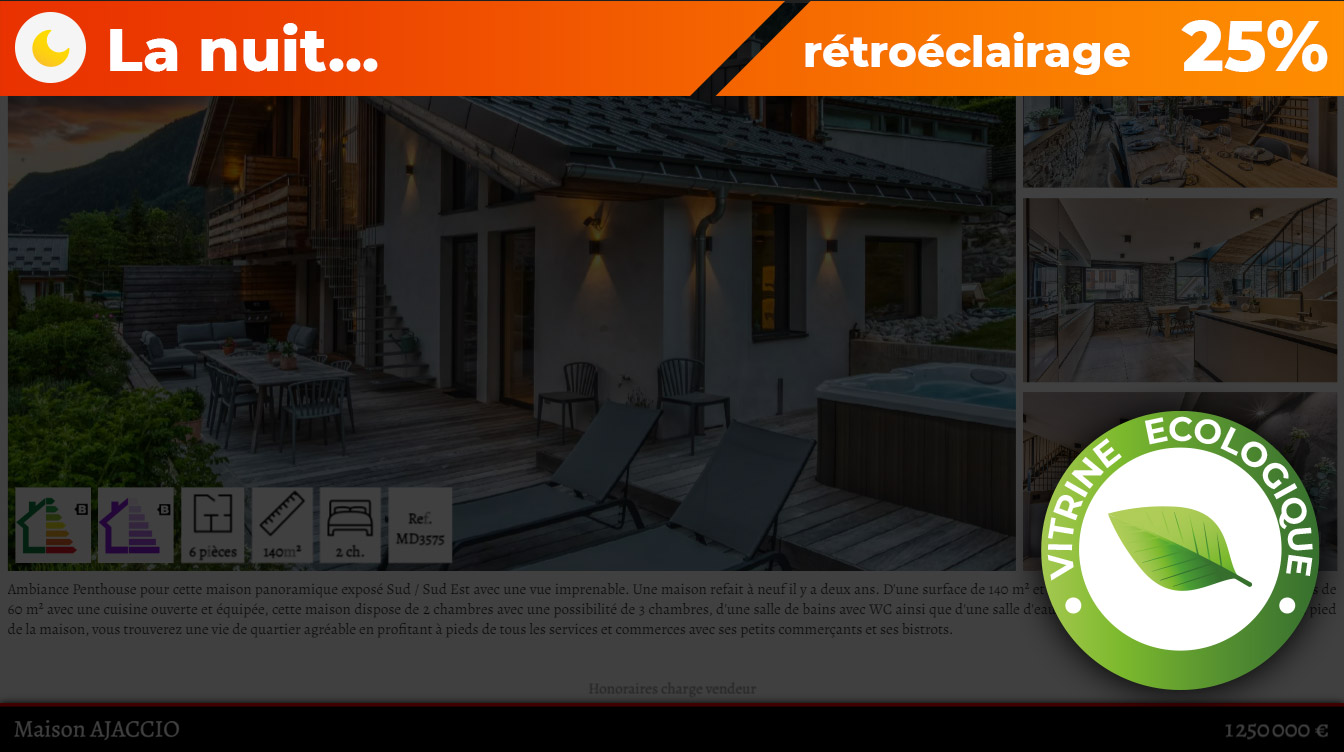 La nuit...
rétroéclairage 25%
B
B
6 pièces
140m²
2 ch.
Ref.
MD3575
VITRINE ECOLOGIQUE
Ambiance Penthouse pour cette maison panoramique exposé Sud / Sud Est avec une vue imprenable. Une maison refait à neuf il y a deux ans. D'une surface de 140 m² et de
60 m² avec une cuisine ouverte et équipée, cette maison dispose de 2 chambres avec une possibilité de 3 chambres, d'une salle de bains avec WC ainsi que d'une salle d'eau pied
de la maison, vous trouverez une vie de quartier agréable en profitant à pieds de tous les services et commerces avec ses petits commerçants et ses bistrots.
Honoraires charge vendeur
Maison AJACCIO
1 250 000 €